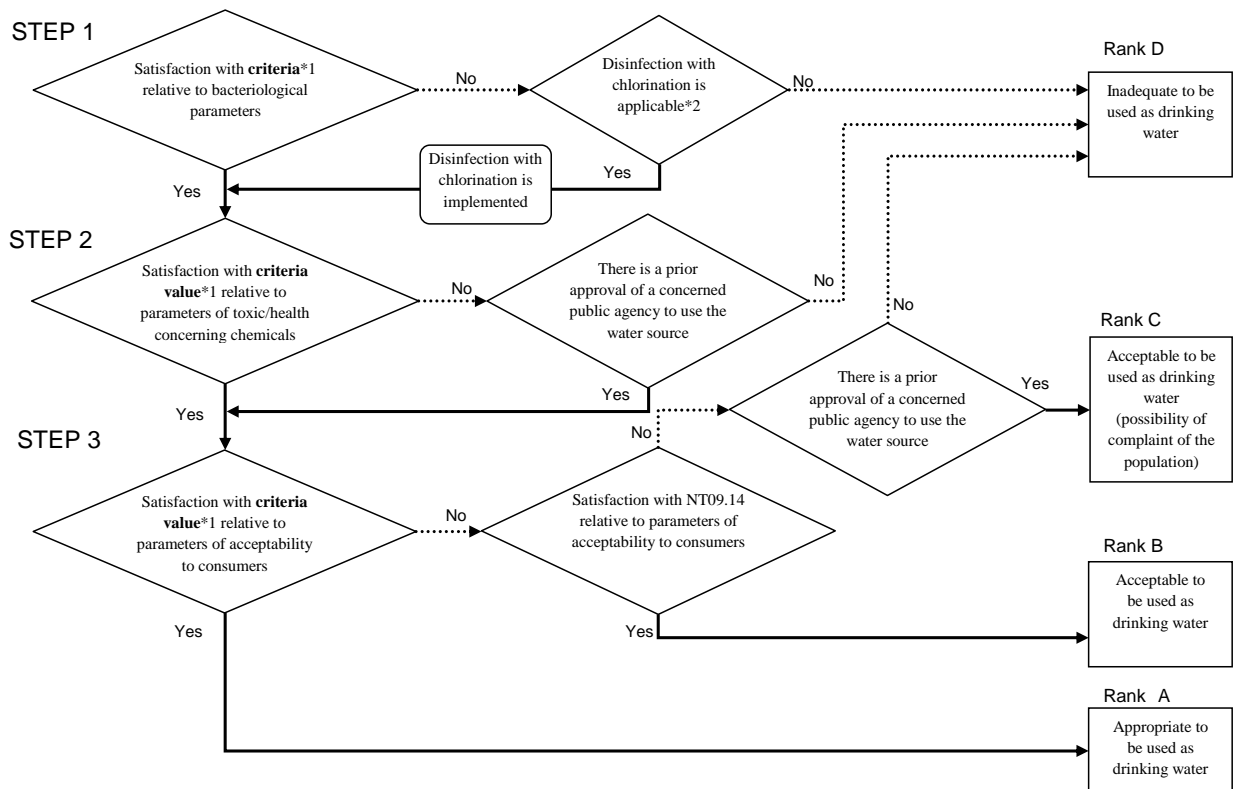 STEP 1
Satisfaction with criteria*1
relative to bacteriological
parameters
No
Disinfection with
chlorination is
applicable*2
No
Rank D
Inadequate to be
used as drinking
water
Yes
Disinfection with
chlorination is
implemented
Yes
STEP 2
Satisfaction with criteria
value*1 relative to
parameters of toxic/health
concerning chemicals
No
There is a prior
approval of a concerned
public agency to use the
water source
No
Yes
Yes
No
There is a prior
approval of a concerned
public agency to use the
water source
Yes
Rank C
Acceptable to be
used as drinking
water
(possibility of
complaint of the
population)
STEP 3
Satisfaction with criteria
value*1 relative to
parameters of acceptability
to consumers
No
Satisfaction with NT09.14
relative to parameters of
acceptability to consumers
No
Yes
Yes
Rank B
Acceptable to
be used as
drinking water
Rank A
Appropriate to
be used as
drinking water